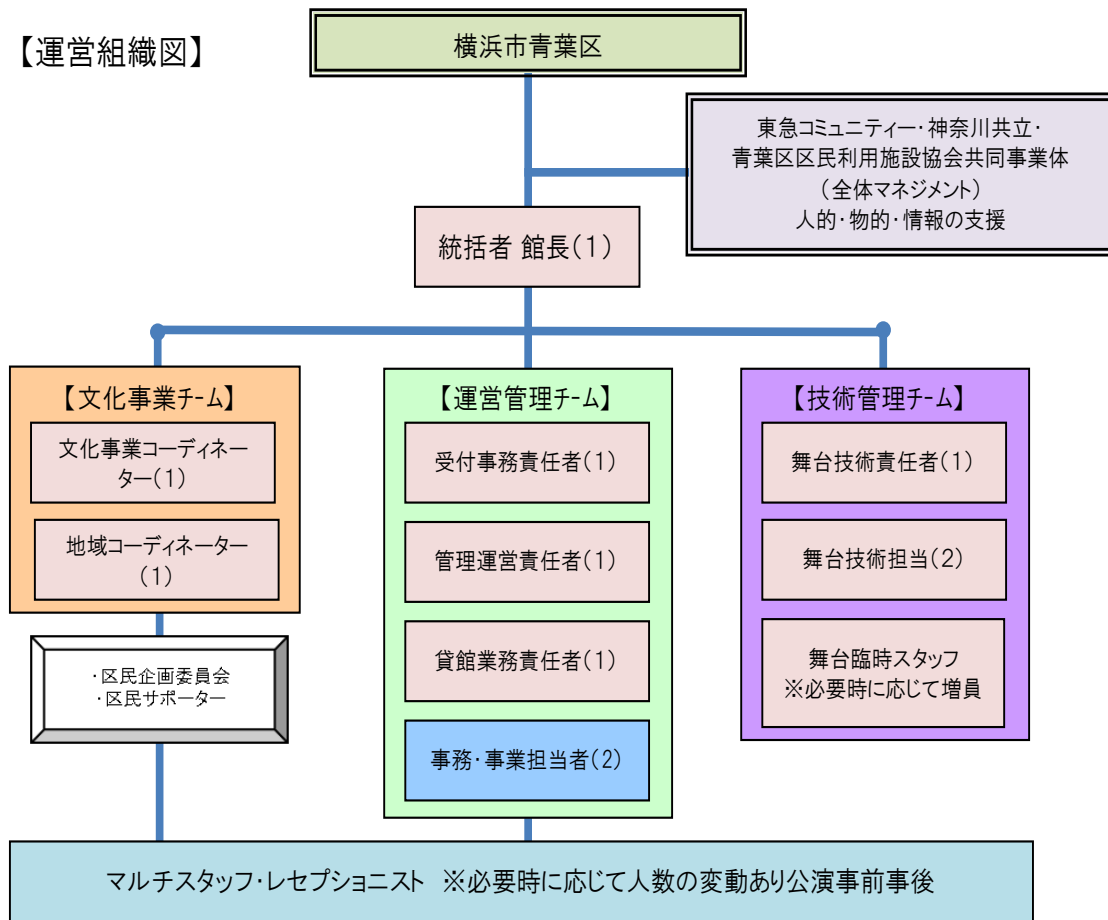 【運営組織図】
横浜市青葉区
東急コミュニティー・神奈川共立・
青葉区区民利用施設協会共同事業体
（全体マネジメント）
人的・物的・情報の支援
統括者 館長（１）
【文化事業チーム】
文化事業コーディネー
ター（１）
地域コーディネーター
（１）
・区民企画委員会
・区民サポーター
【運営管理チーム】
受付事務責任者（１）
管理運営責任者（１）
貸館業務責任者（１）
事務・事業担当者（２）
【技術管理チーム】
舞台技術責任者（１）
舞台技術担当（２）
舞台臨時スタッフ
※必要時に応じて増員
マルチスタッフ・レセプショニスト ※必要時に応じて人数の変動あり公演事前事後